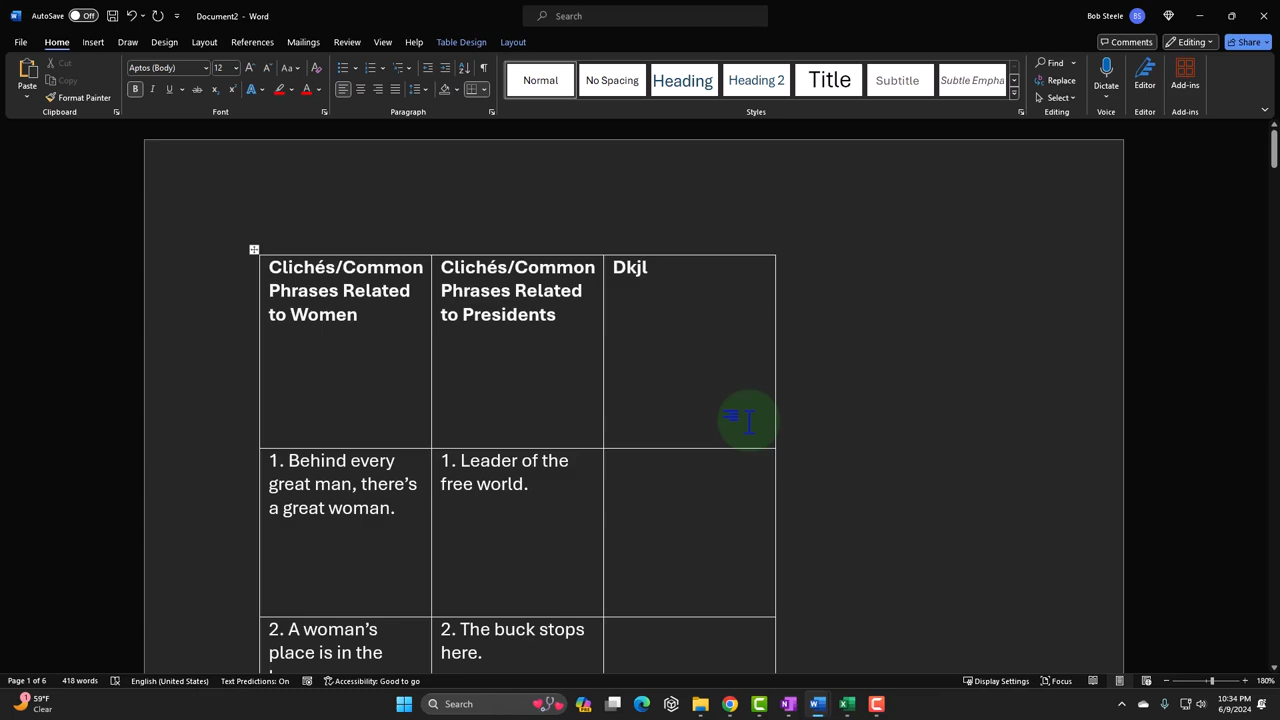 AutoSave Off Document2 - Word Search Bob Steele BS
File Home Insert Draw Design Layout References Mailings Review View Help Table Design Layout Comments Editing Share
Paste Cut Copy Format Painter Aptos (Body) 12 Normal No Spacing Heading Heading 2 Title Subtitle Subtle Empha Find Replace Select Editing Dictate Editor Add-ins
Clipboard Font Paragraph Styles Editing Voice Editor Add-ins
Clichés/Common
Phrases Related
to Women
Clichés/Common
Phrases Related
to Presidents
Dkjl
1. Behind every
great man, there's
a great woman.
1. Leader of the
free world.
2. A woman's
place is in the
2. The buck stops
here.
Page 1 of 6 418 words English (United States) Text Predictions: On Accessibility: Good to go Display Settings Focus 180%
59°F
Clear
Search
10:34 PM
6/9/2024